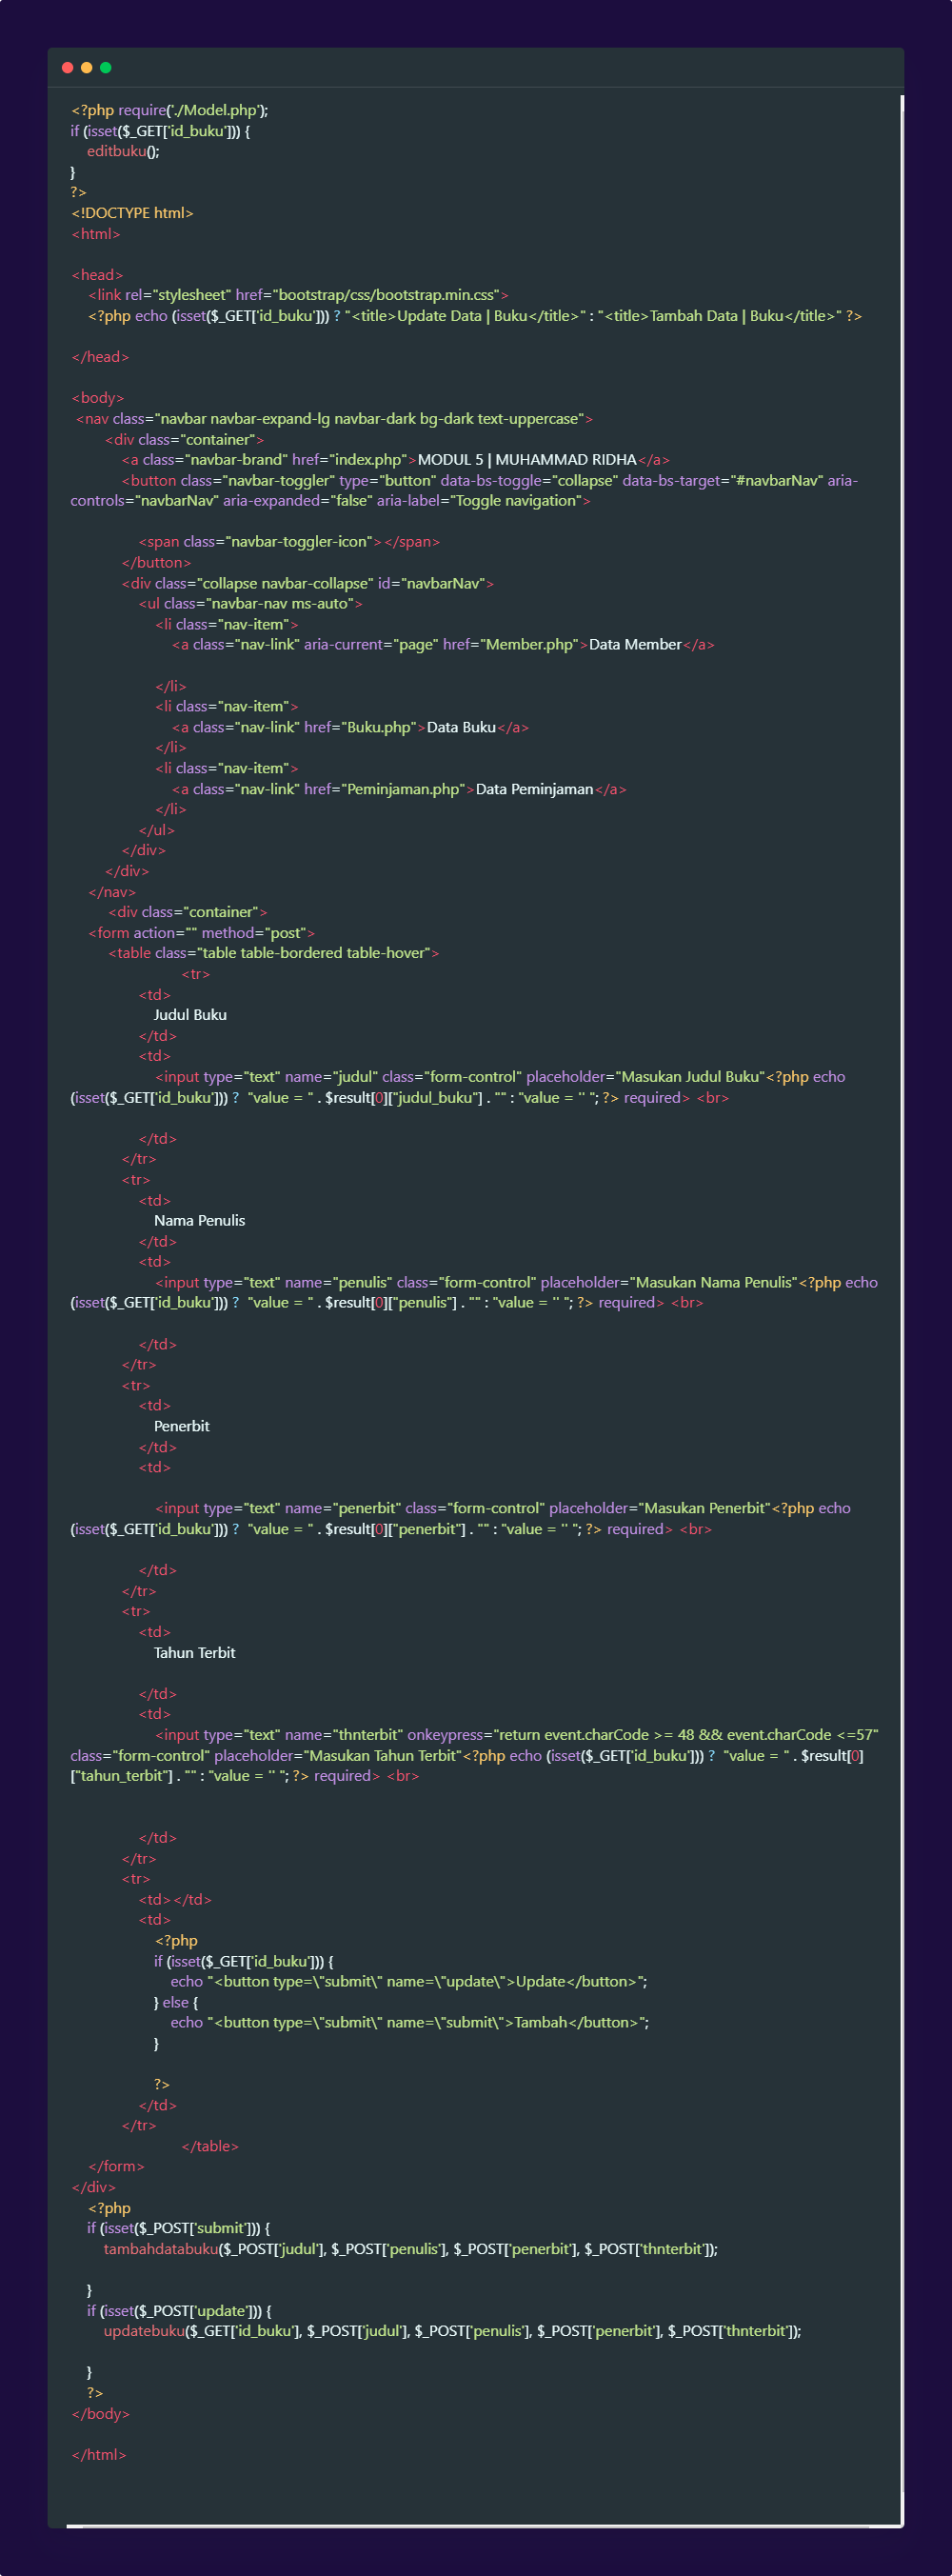 <?php require('./Model.php');
if (isset($_GET['id_buku'])) {
    editbuku();
}
?>
<!DOCTYPE html>
<html>

<head>
    <link rel="stylesheet" href="bootstrap/css/bootstrap.min.css">
    <?php echo (isset($_GET['id_buku'])) ? "<title>Update Data | Buku</title>" : "<title>Tambah Data | Buku</title>" ?>

</head>

<body>
 <nav class="navbar navbar-expand-lg navbar-dark bg-dark text-uppercase">
        <div class="container">
            <a class="navbar-brand" href="index.php">MODUL 5 | MUHAMMAD RIDHA</a>
            <button class="navbar-toggler" type="button" data-bs-toggle="collapse" data-bs-target="#navbarNav" aria-
controls="navbarNav" aria-expanded="false" aria-label="Toggle navigation">

                <span class="navbar-toggler-icon"></span>
            </button>
            <div class="collapse navbar-collapse" id="navbarNav">
                <ul class="navbar-nav ms-auto">
                    <li class="nav-item">
                        <a class="nav-link" aria-current="page" href="Member.php">Data Member</a>

                    </li>
                    <li class="nav-item">
                        <a class="nav-link" href="Buku.php">Data Buku</a>
                    </li>
                    <li class="nav-item">
                        <a class="nav-link" href="Peminjaman.php">Data Peminjaman</a>
                    </li>
                </ul>
            </div>
        </div>
    </nav>
         <div class="container">
    <form action="" method="post">
         <table class="table table-bordered table-hover">
                          <tr>
                <td>
                    Judul Buku
                </td>
                <td>
                    <input type="text" name="judul" class="form-control" placeholder="Masukan Judul Buku"<?php echo
(isset($_GET['id_buku'])) ?  "value = " . $result[0]["judul_buku"] . "" : "value = '' "; ?> required> <br>

                </td>
            </tr>
            <tr>
                <td>
                    Nama Penulis
                </td>
                <td>
                    <input type="text" name="penulis" class="form-control" placeholder="Masukan Nama Penulis"<?php echo
(isset($_GET['id_buku'])) ?  "value = " . $result[0]["penulis"] . "" : "value = '' "; ?> required> <br>

                </td>
            </tr>
            <tr>
                <td>
                    Penerbit
                </td>
                <td>

                    <input type="text" name="penerbit" class="form-control" placeholder="Masukan Penerbit"<?php echo
(isset($_GET['id_buku'])) ?  "value = " . $result[0]["penerbit"] . "" : "value = '' "; ?> required> <br>

                </td>
            </tr>
            <tr>
                <td>
                    Tahun Terbit

                </td>
                <td>
                    <input type="text" name="thnterbit" onkeypress="return event.charCode >= 48 && event.charCode <=57"
class="form-control" placeholder="Masukan Tahun Terbit"<?php echo (isset($_GET['id_buku'])) ?  "value = " . $result[0]
["tahun_terbit"] . "" : "value = '' "; ?> required> <br>


                </td>
            </tr>
            <tr>
                <td></td>
                <td>
                    <?php
                    if (isset($_GET['id_buku'])) {
                        echo "<button type=\"submit\" name=\"update\">Update</button>";
                    } else {
                        echo "<button type=\"submit\" name=\"submit\">Tambah</button>";
                    }

                    ?>
                </td>
            </tr>
                          </table>
    </form>
</div>
    <?php
    if (isset($_POST['submit'])) {
        tambahdatabuku($_POST['judul'], $_POST['penulis'], $_POST['penerbit'], $_POST['thnterbit']);

    }
    if (isset($_POST['update'])) {
        updatebuku($_GET['id_buku'], $_POST['judul'], $_POST['penulis'], $_POST['penerbit'], $_POST['thnterbit']);

    }
    ?>
</body>

</html>